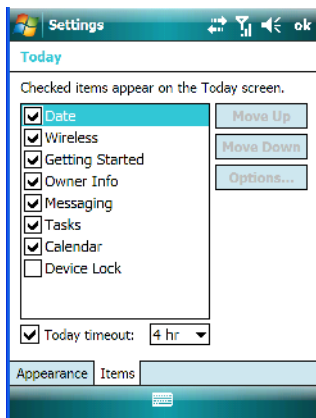 Settings ok
Today
Checked items appear on the Today screen.
Date
Wireless
Getting Started
Owner Info
Messaging
Tasks
Calendar
Device Lock
Move Up
Move Down
Options...
Today timeout: 4 hr
Appearance Items